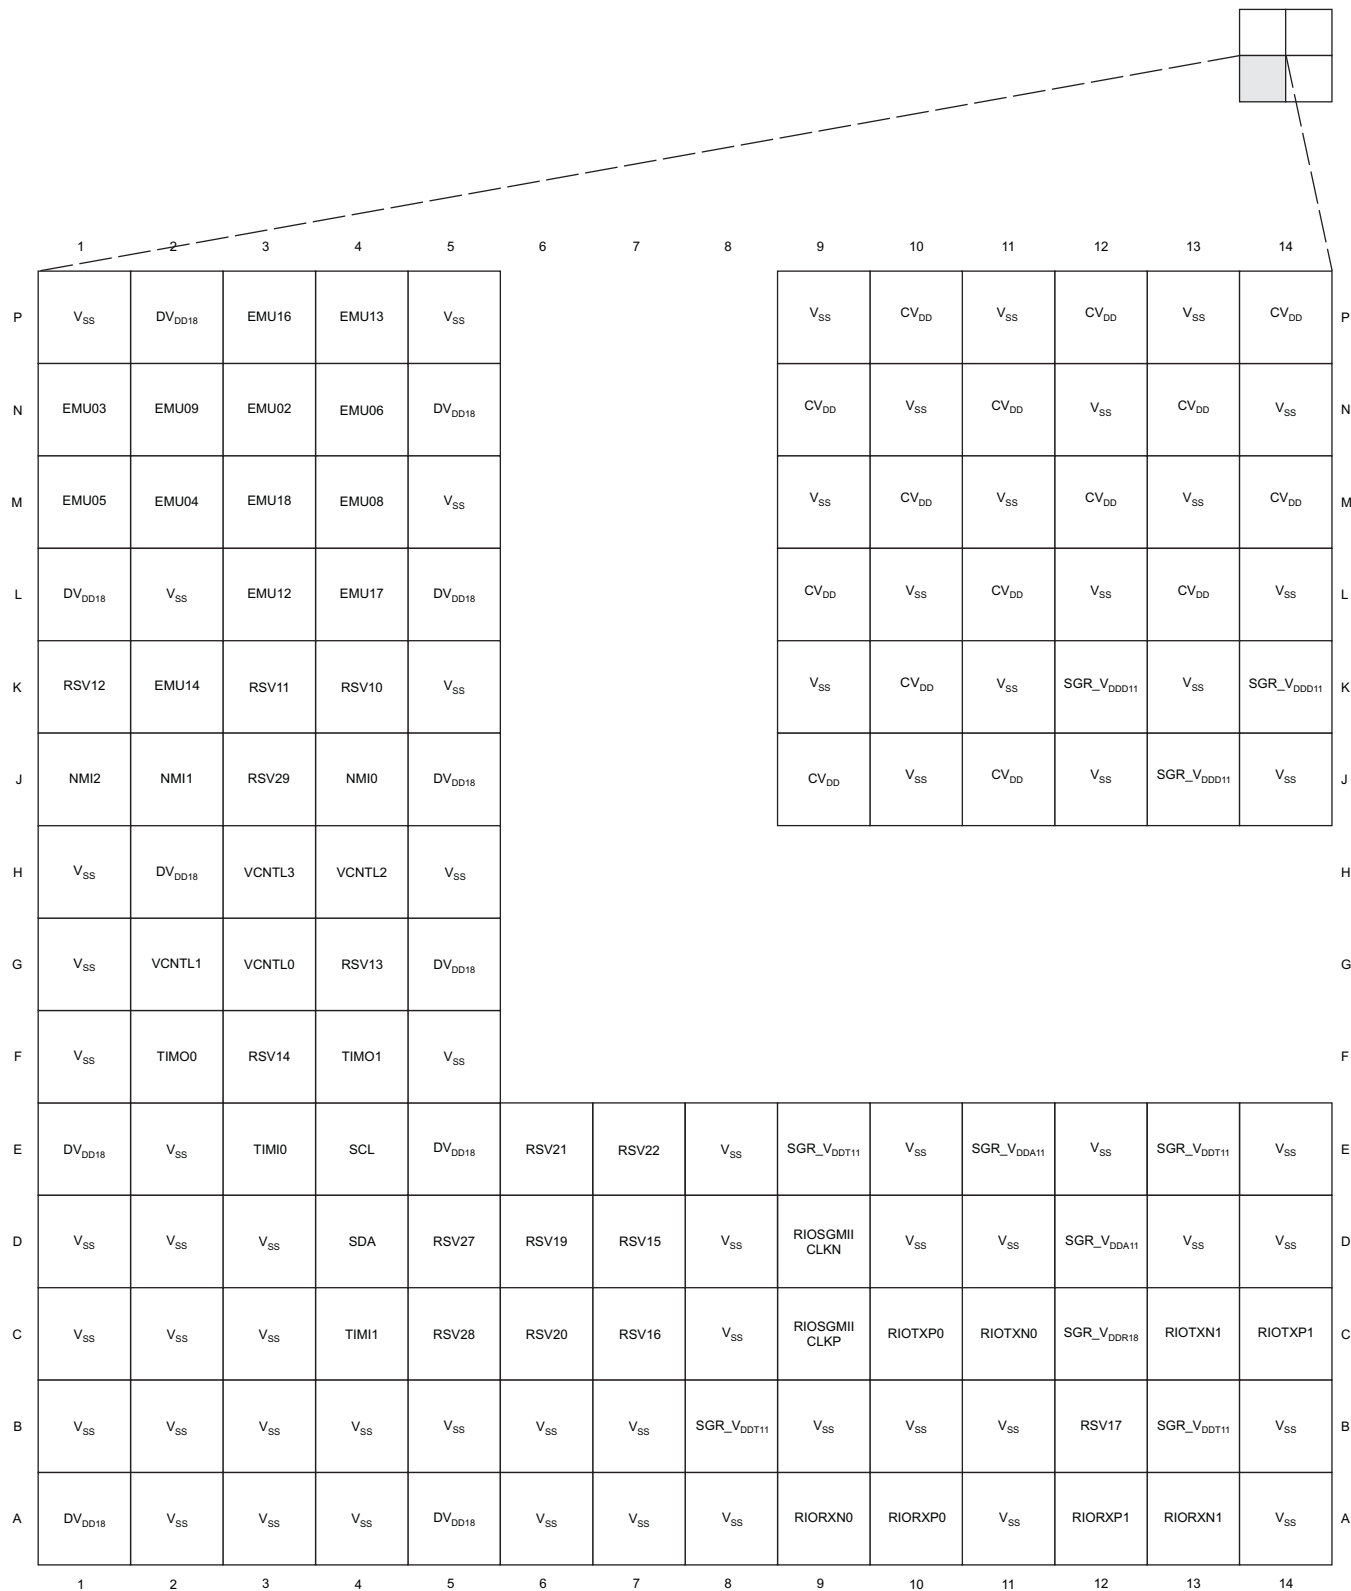 1 2 3 4 5 6 7 8 9 10 11 12 13 14
P VSS DVDD18 EMU16 EMU13 VSS VSS CVDD VSS CVDD VSS CVDD P
N EMU03 EMU09 EMU02 EMU06 DVDD18 CVDD VSS CVDD VSS CVDD VSS N
M EMU05 EMU04 EMU18 EMU08 VSS VSS CVDD VSS CVDD VSS CVDD M
L DVDD18 VSS EMU12 EMU17 DVDD18 CVDD VSS CVDD VSS CVDD VSS L
K RSV12 EMU14 RSV11 RSV10 VSS VSS CVDD VSS SGR_VDDD11 VSS SGR_VDDD11 K
J NMI2 NMI1 RSV29 NMI0 DVDD18 CVDD VSS CVDD VSS SGR_VDDD11 VSS J
H VSS DVDD18 VCNTL3 VCNTL2 VSS H
G VSS VCNTL1 VCNTL0 RSV13 DVDD18 G
F VSS TIMO0 RSV14 TIMO1 VSS F
E DVDD18 VSS TIMI0 SCL DVDD18 RSV21 RSV22 VSS SGR_VDDT11 VSS SGR_VDDA11 VSS SGR_VDDT11 VSS E
D VSS VSS VSS SDA RSV27 RSV19 RSV15 VSS RIOSGMII CLKN VSS VSS SGR_VDDA11 VSS VSS D
C VSS VSS VSS TIMI1 RSV28 RSV20 RSV16 VSS RIOSGMII CLKP RIOTXP0 RIOTXN0 SGR_VDDR18 RIOTXN1 RIOTXP1 C
B VSS VSS VSS VSS VSS VSS VSS SGR_VDDT11 VSS VSS VSS RSV17 SGR_VDDT11 VSS B
A DVDD18 VSS VSS VSS DVDD18 VSS VSS VSS RIORXN0 RIORXP0 VSS RIORXP1 RIORXN1 VSS A
1 2 3 4 5 6 7 8 9 10 11 12 13 14